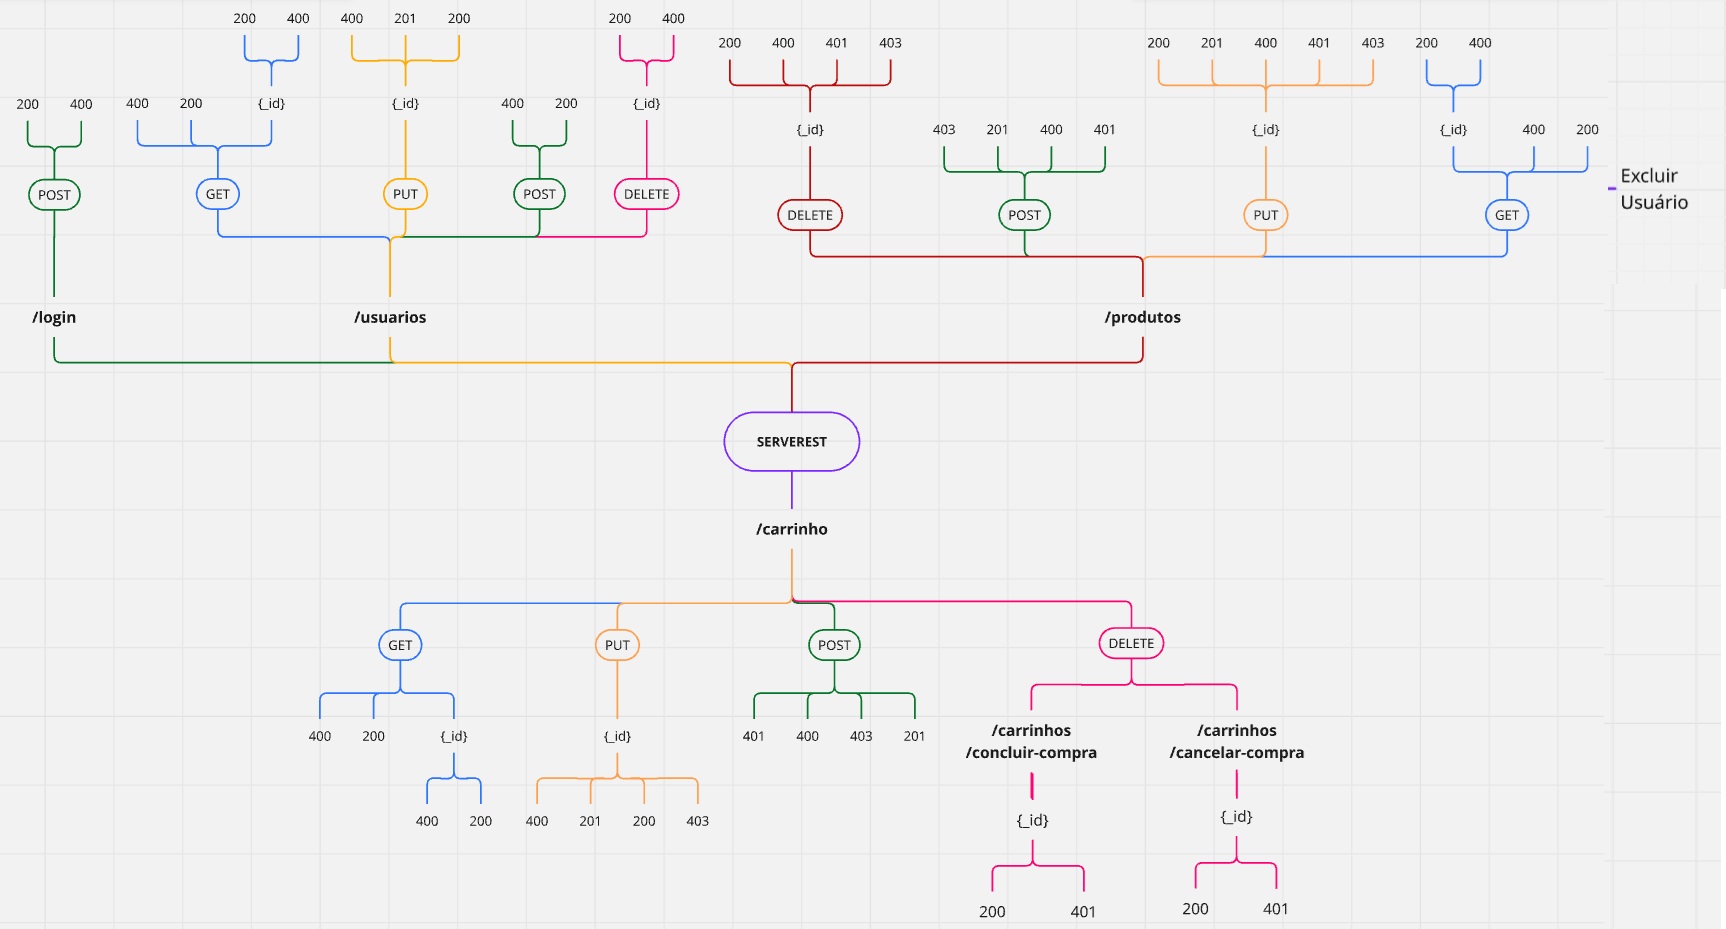 200 400 400 201 200 200 400
200 400 401 403 200 201 400 401 403 200 400
200 400 400 200 {_id} {_id} 400 200 {_id}
{_id} 403 201 400 401 {_id} {_id} 400 200
Excluir
Usuário
POST GET PUT POST DELETE
DELETE POST PUT GET
/login /usuarios /produtos
SERVEREST
/carrinho
GET PUT POST DELETE
400 200 {_id} {_id} 401 400 403 201
/carrinhos
/concluir-compra
/carrinhos
/cancelar-compra
400 200 400 201 200 403
{_id} {_id}
200 401 200 401